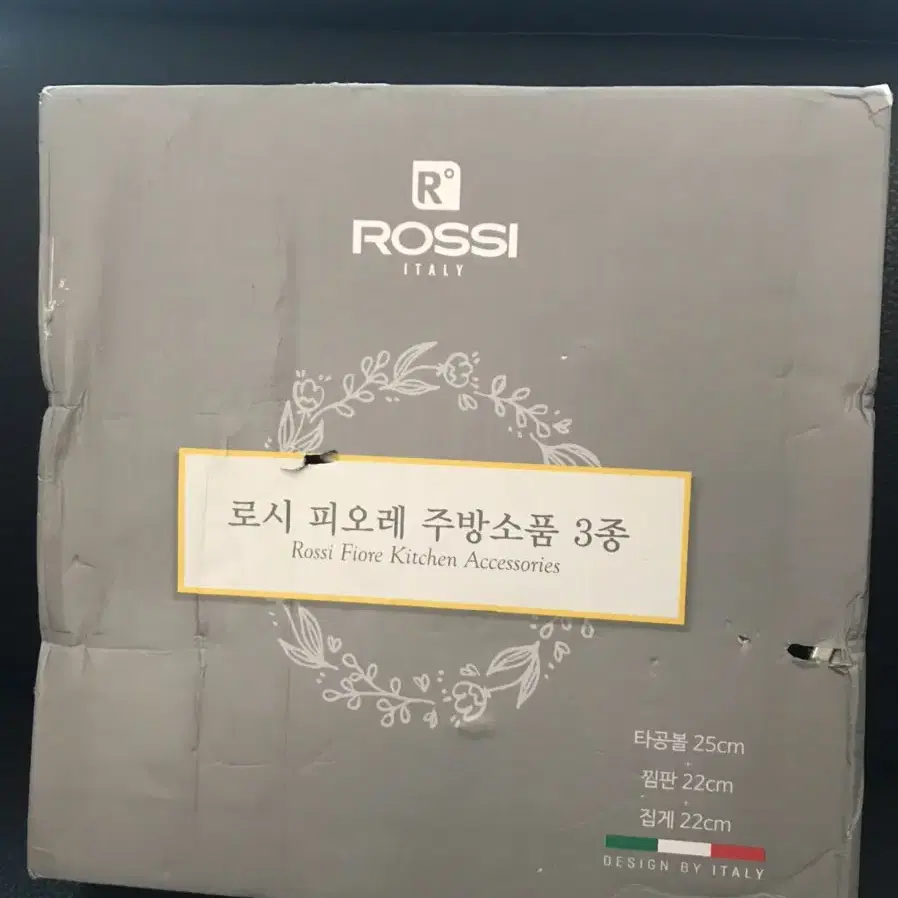 R°
ROSSI
ITALY
로시 피오레 주방소품 3종
Rossi Fiore Kitchen Accessories
타공볼 25cm
+
찜판 22cm
+
집게 22cm
DESIGN BY ITALY